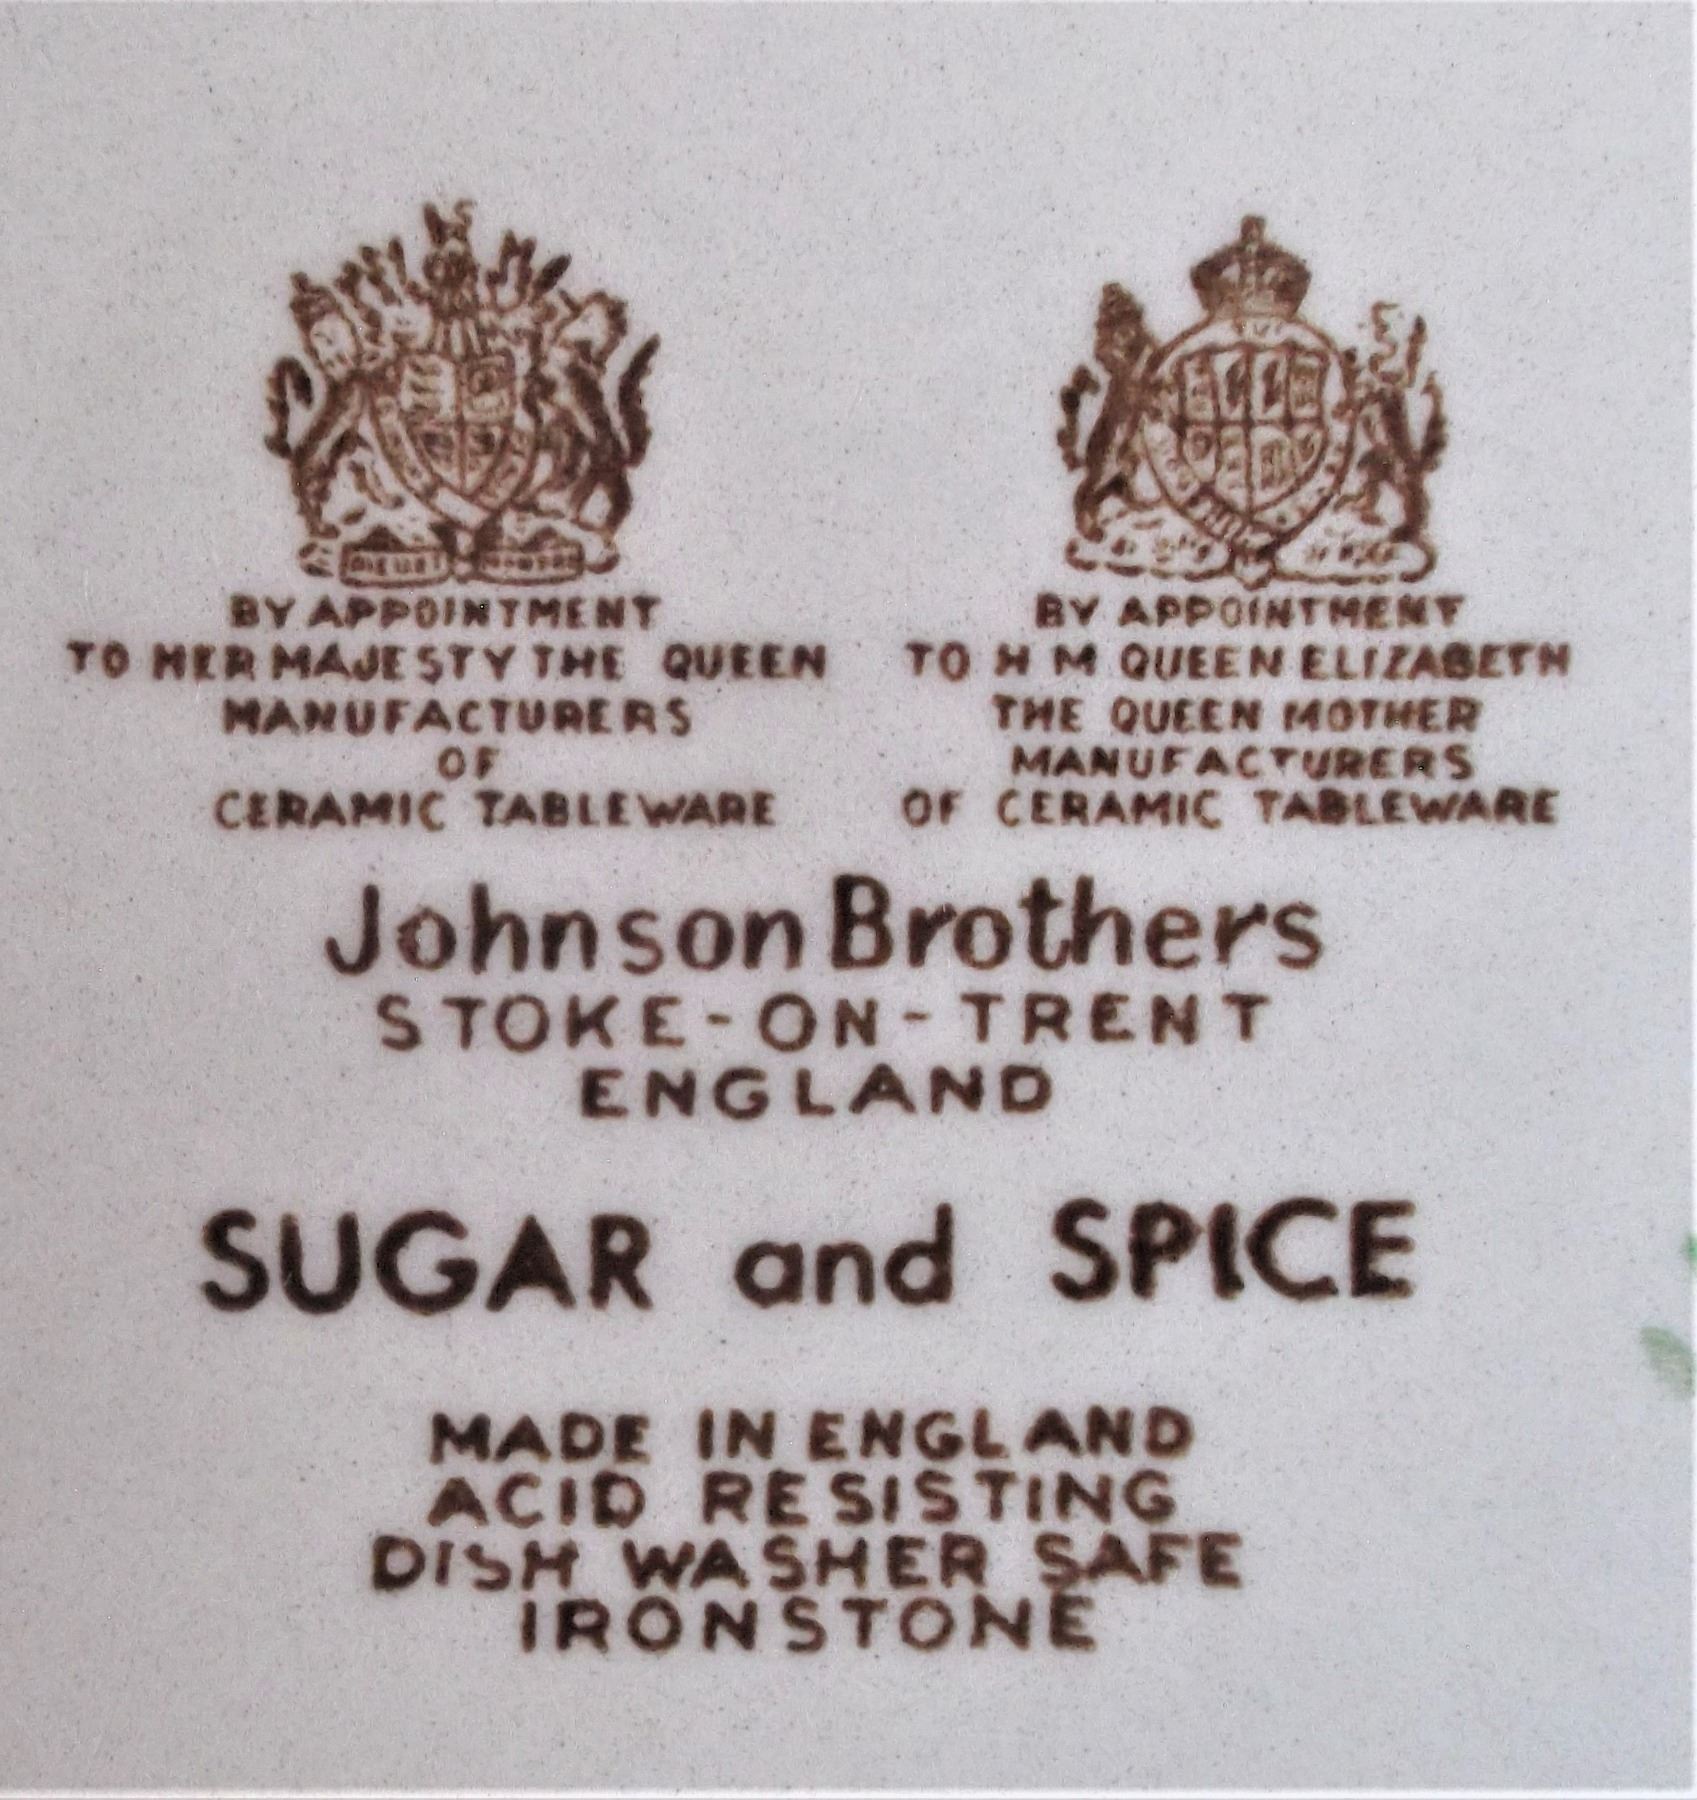 BY APPOINTMENT
TO HER MAJESTY THE QUEEN
MANUFACTURERS
OF
CERAMIC TABLEWARE
BY APPOINTMENT
TO H M QUEEN ELIZABETH
THE QUEEN MOTHER
MANUFACTURERS
OF CERAMIC TABLEWARE
Johnson Brothers
STOKE-ON-TRENT
ENGLAND
SUGAR and SPICE
MADE IN ENGLAND
ACID RESISTING
DISH WASHER SAFE
IRONSTONE